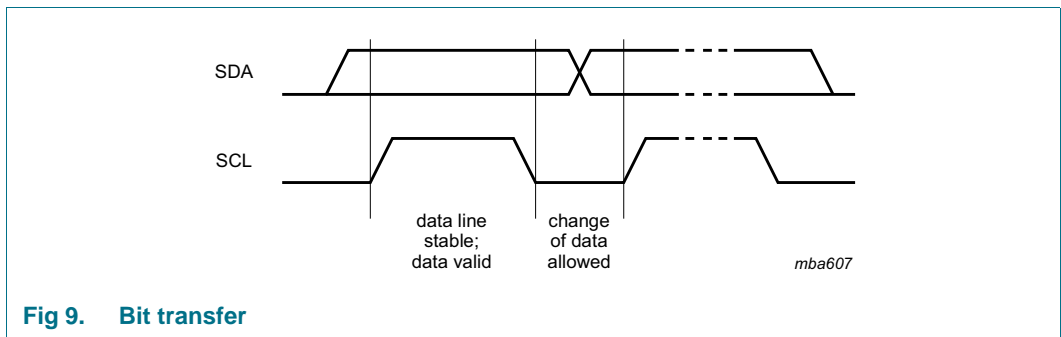 SDA
SCL
data line
stable;
data valid
change
of data
allowed
mba607
Fig 9. Bit transfer